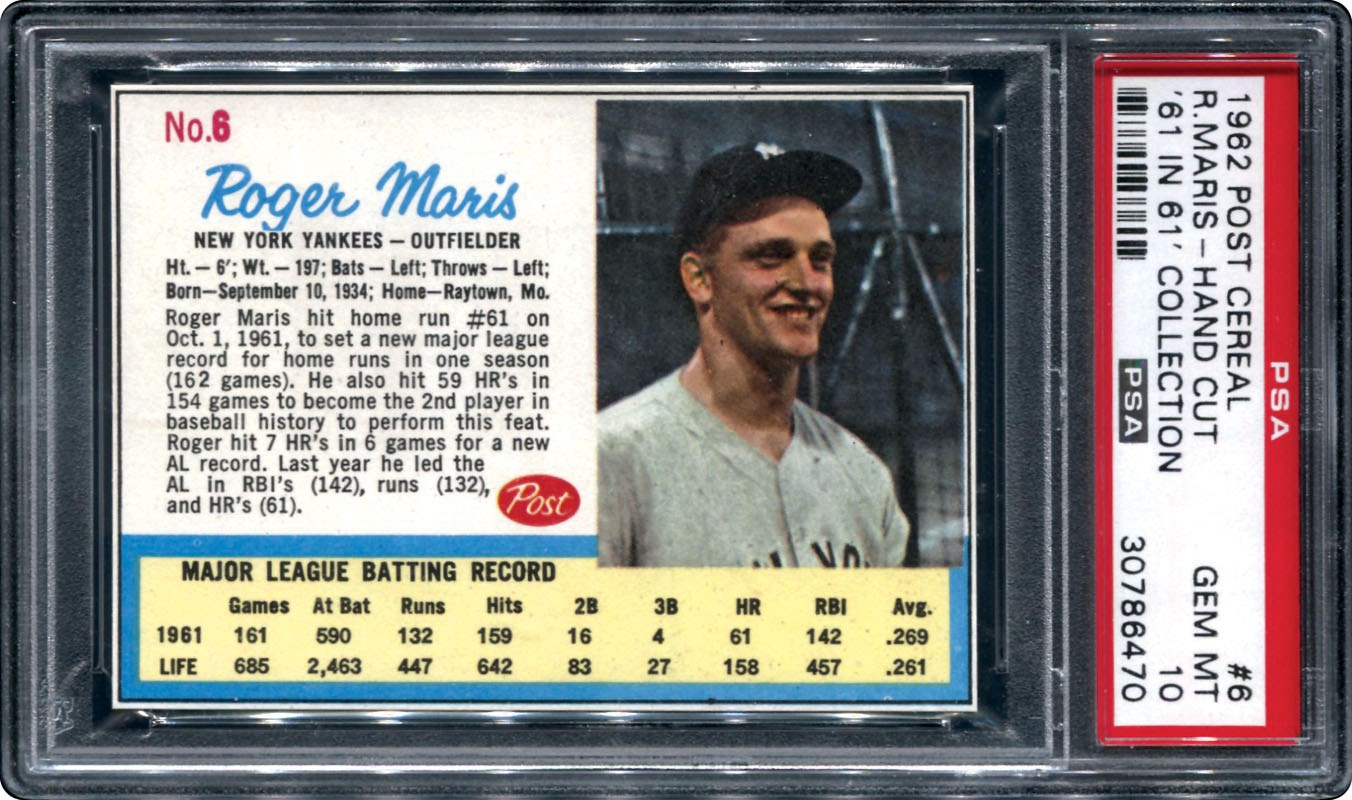 No.6
Roger Maris
NEW YORK YANKEES — OUTFIELDER
Ht. — 6'; Wt. — 197; Bats — Left; Throws — Left;
Born—September 10, 1934; Home—Raytown, Mo.
Roger Maris hit home run #61 on
Oct. 1, 1961, to set a new major league
record for home runs in one season
(162 games). He also hit 59 HR's in
154 games to become the 2nd player in
baseball history to perform this feat.
Roger hit 7 HR's in 6 games for a new
AL record. Last year he led the
AL in RBI's (142), runs (132),
and HR's (61).
Post
MAJOR LEAGUE BATTING RECORD
Games At Bat Runs Hits 2B 3B HR RBI Avg.
1961 161 590 132 159 16 4 61 142 .269
LIFE 685 2,463 447 642 83 27 158 457 .261
PSA
1962 POST CEREAL #6
R.MARIS-HAND CUT GEM MT
'61 IN 61' COLLECTION 10
PSA 30786470